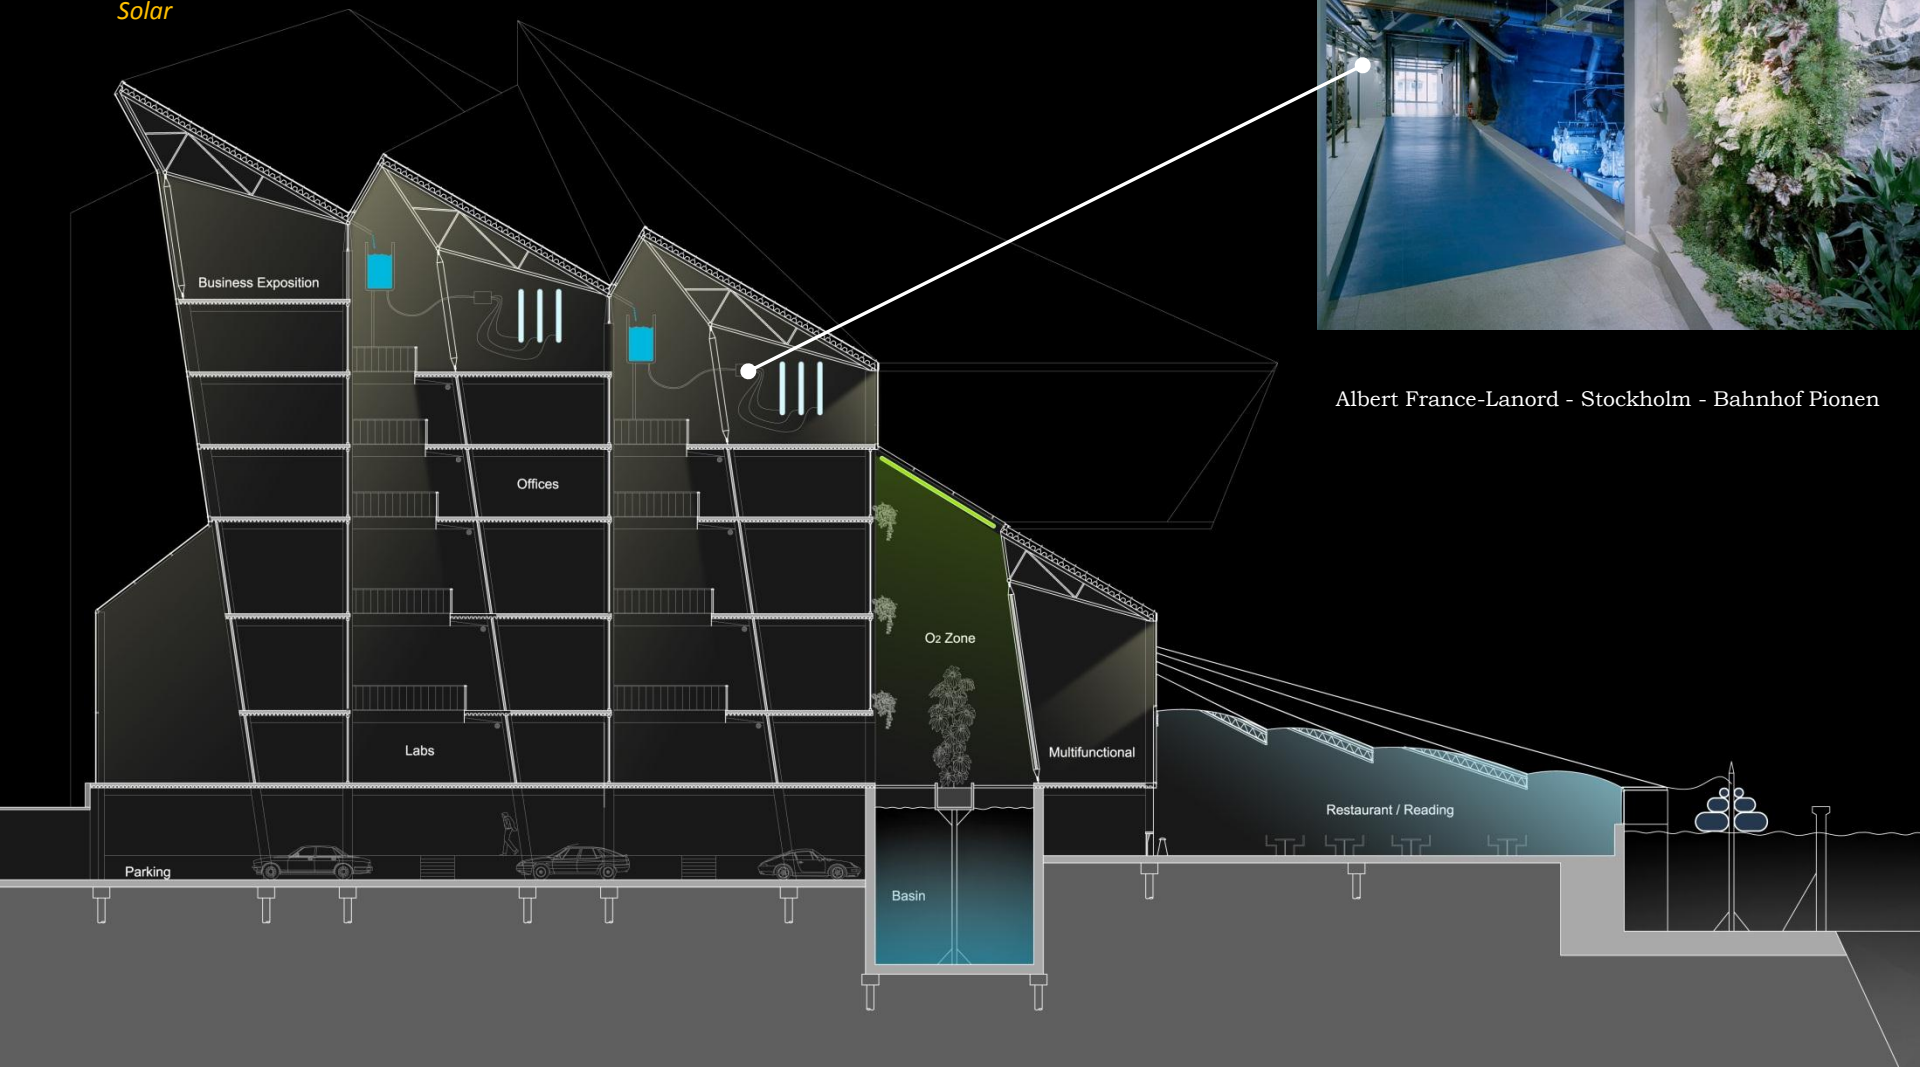 Solar
Business Exposition
Albert France-Lanord - Stockholm - Bahnhof Pionen
Offices
O2 Zone
Labs
Multifunctional
Restaurant / Reading
Parking
Basin